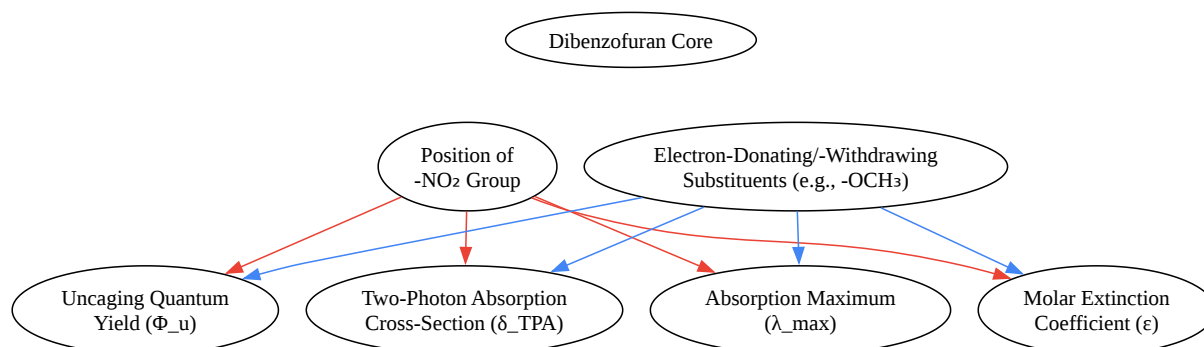 Dibenzofuran Core
Position of
-NO₂ Group
Electron-Donating/-Withdrawing
Substituents (e.g., -OCH₃)
Uncaging Quantum
Yield (Φ_u)
Two-Photon Absorption
Cross-Section (δ_TPA)
Absorption Maximum
(λ_max)
Molar Extinction
Coefficient (ε)